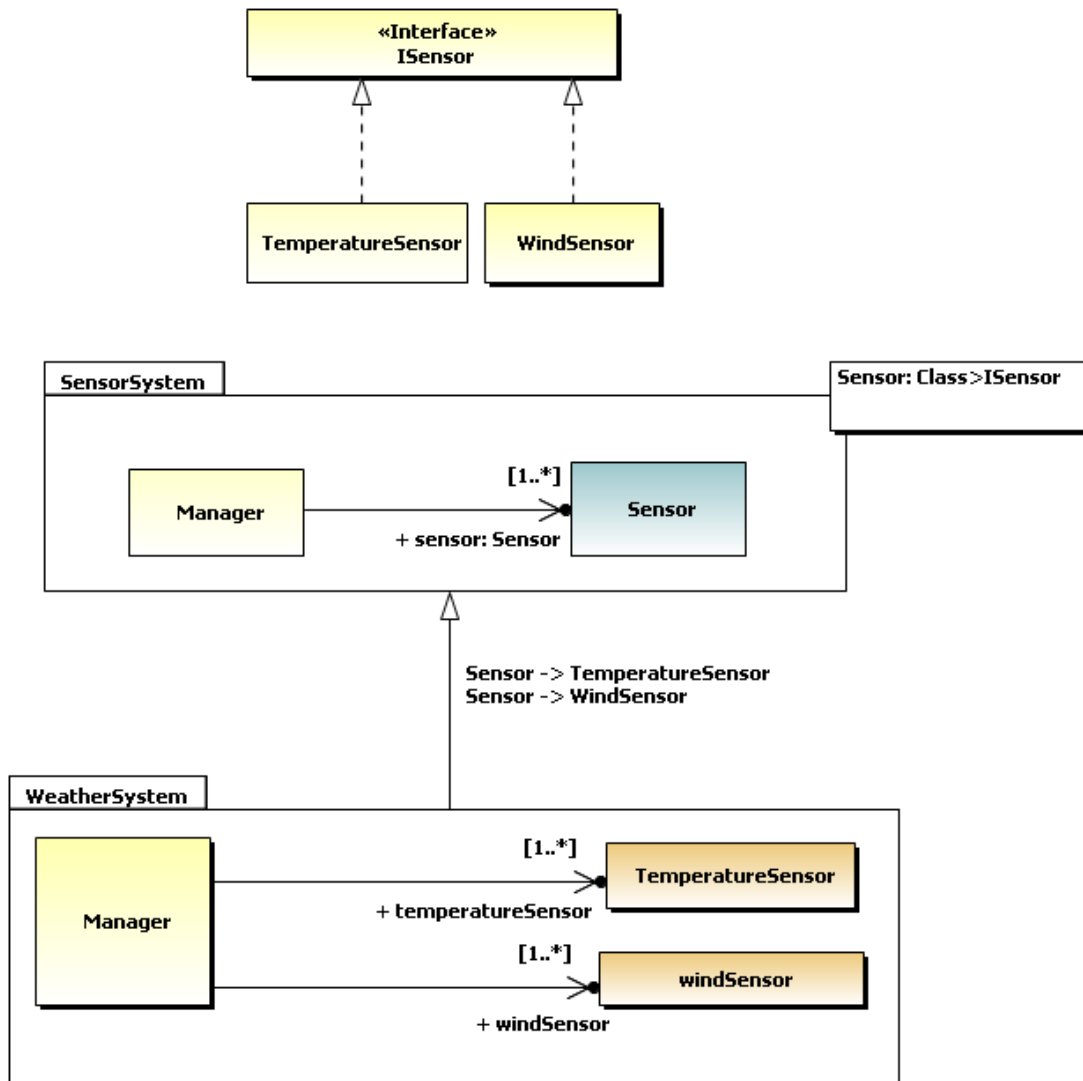 «Interface»
ISensor
TemperatureSensor
WindSensor
SensorSystem
Sensor: Class>ISensor
Manager
[1..*]
+ sensor: Sensor
Sensor
Sensor -> TemperatureSensor
Sensor -> WindSensor
WeatherSystem
Manager
[1..*]
+ temperatureSensor
TemperatureSensor
[1..*]
+ windSensor
windSensor